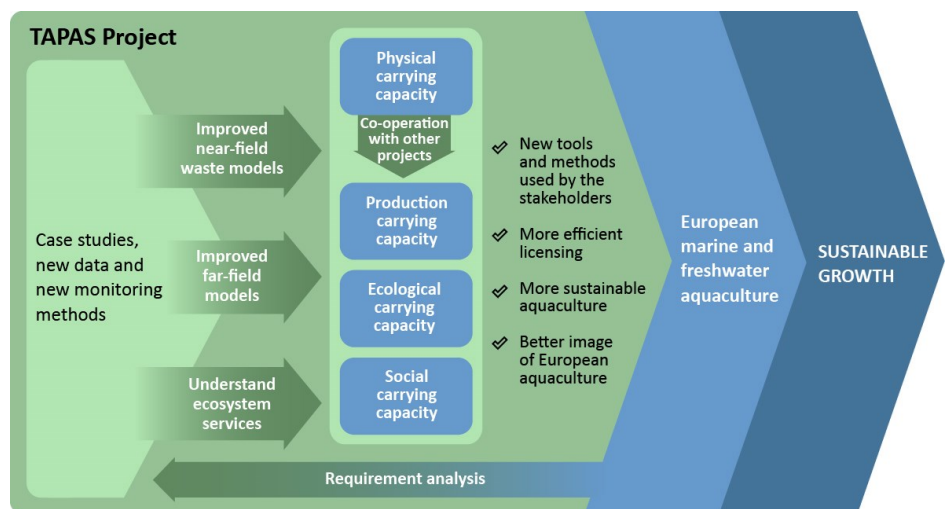 TAPAS Project
Case studies,
new data and
new monitoring
methods
Improved
near-field
waste models
Improved
far-field
models
Understand
ecosystem
services
Physical
carrying
capacity
Co-operation
with other
projects
Production
carrying
capacity
Ecological
carrying
capacity
Social
carrying
capacity
New tools
and methods
used by the
stakeholders
More efficient
licensing
More sustainable
aquaculture
Better image
of European
aquaculture
European
marine and
freshwater
aquaculture
SUSTAINABLE
GROWTH
Requirement analysis